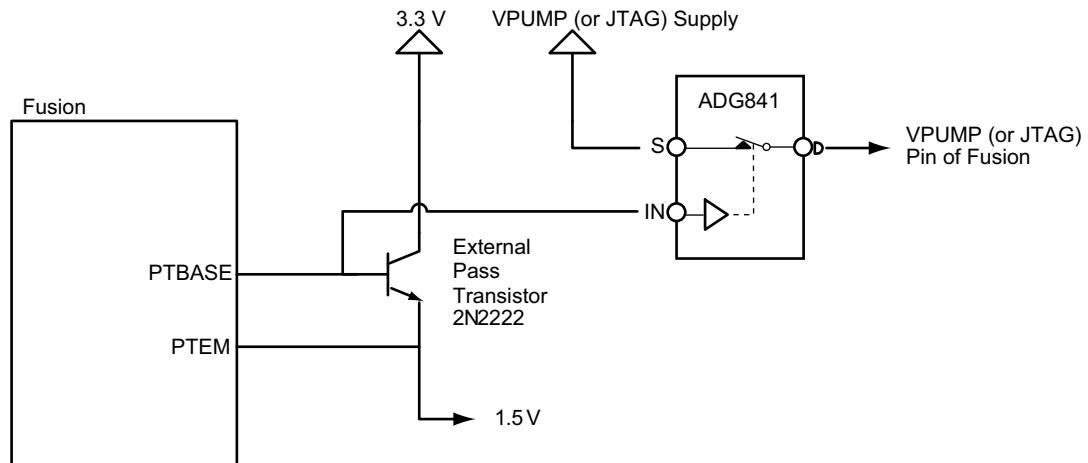 3.3 V
VPUMP (or JTAG) Supply
Fusion
ADG841
S
D
VPUMP (or JTAG)
Pin of Fusion
IN
External
Pass
Transistor
2N2222
PTBASE
PTEM
1.5 V